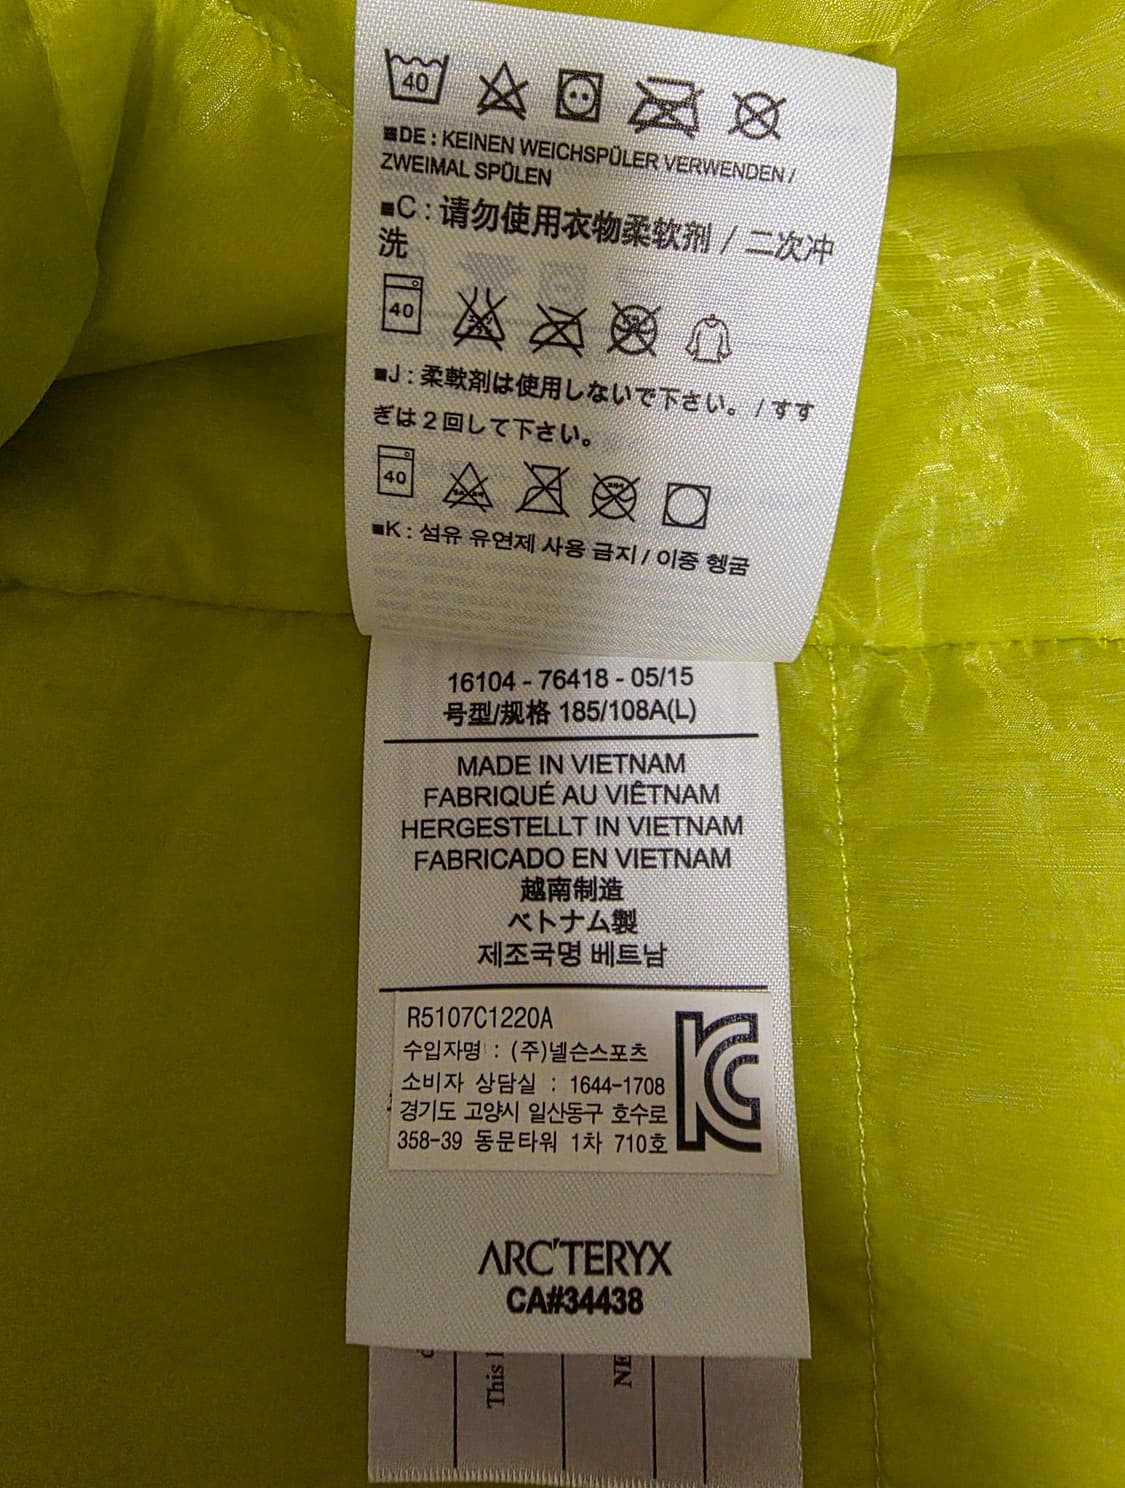 40
■DE : KEINEN WEICHSPÜLER VERWENDEN /
ZWEIMAL SPÜLEN
■C : 请勿使用衣物柔软剂 / 二次冲
洗
40
■J : 柔軟剤は使用しないで下さい。 / すす
ぎは2回して下さい。
40
■K : 섬유 유연제 사용 금지 / 이중 헹굼
16104 - 76418 - 05/15
号型/规格 185/108A(L)
MADE IN VIETNAM
FABRIQUÉ AU VIÊTNAM
HERGESTELLT IN VIETNAM
FABRICADO EN VIETNAM
越南制造
ベトナム製
제조국명 베트남
R5107C1220A
수입자명 : (주)넬슨스포츠
소비자 상담실 : 1644-1708
경기도 고양시 일산동구 호수로
358-39 동문타워 1차 710호
KC
ARC'TERYX
CA#34438
This